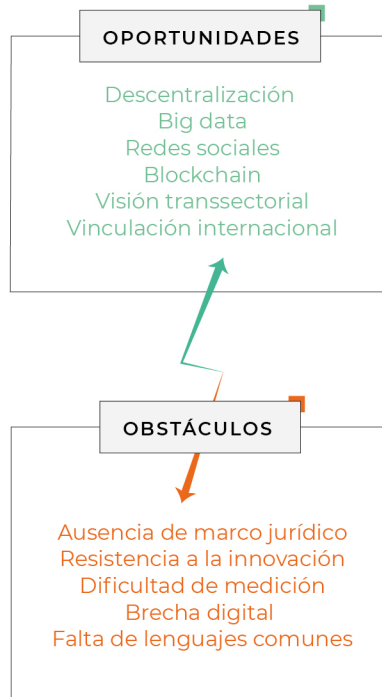 OPORTUNIDADES
Descentralización
Big data
Redes sociales
Blockchain
Visión transsectorial
Vinculación internacional
OBSTÁCULOS
Ausencia de marco jurídico
Resistencia a la innovación
Dificultad de medición
Brecha digital
Falta de lenguajes comunes